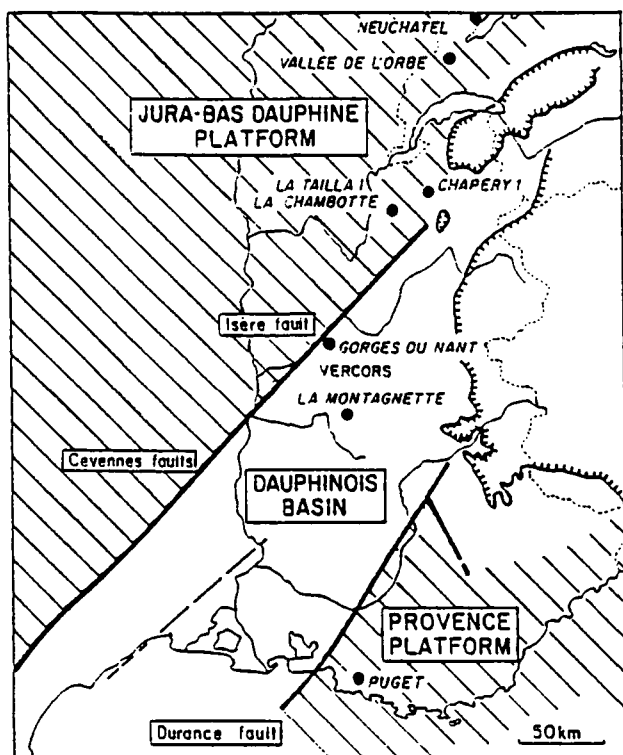 NEUCHATEL
VALLÉE DE L'ORBE
JURA-BAS DAUPHINE
PLATFORM
LA TAILLA 1
CHAPERY 1
LA CHAMBOTTE
Isère fault
GORGES DU NANT
VERCORS
LA MONTAGNETTE
Cevennes faults
DAUPHINOIS
BASIN
PROVENCE
PLATFORM
PUGET
Durance fault
50km